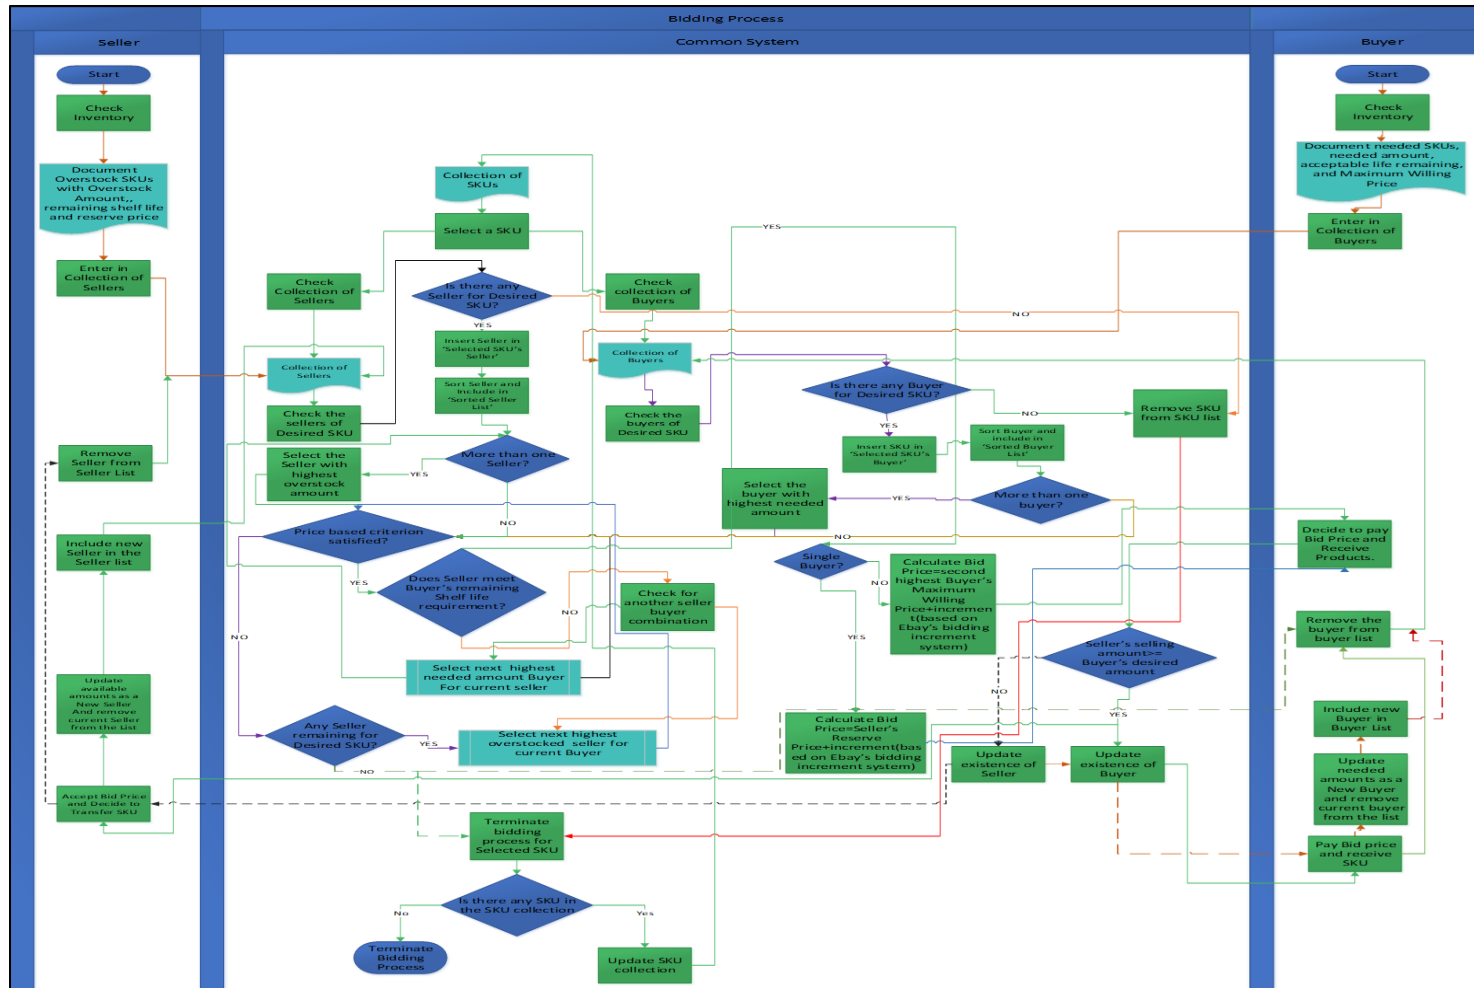 Bidding Process
Seller
Common System
Buyer
Start
Check
Inventory
Document
Overstock SKUs
with Overstock
Amount,,
remaining shelf life
and reserve price
Enter in
Collection of
Sellers
Remove
Seller from
Seller List
Include new
Seller in the
Seller list
Update
available
amounts as a
New Seller
And remove
current Seller
from the List
Accept Bid Price
and Decide to
Transfer SKU
Collection of
SKUs
Select a SKU
Check
Collection of
Sellers
Is there any
Seller for Desired
SKU?
YES
NO
Check
collection of
Buyers
YES
Insert Seller in
'Selected SKU's
Seller'
Collection of
Sellers
Sort Seller and
Include in
'Sorted Seller
List'
Check the
sellers of
Desired SKU
More than one
Seller?
YES
NO
Select the
Seller with
highest
overstock
amount
Collection of
Buyers
Check the
buyers of
Desired SKU
Is there any Buyer
for Desired SKU?
NO
YES
Remove SKU
from SKU list
Insert SKU in
'Selected SKU's
Buyer'
Sort Buyer and
include in
'Sorted Buyer
List'
More than one
buyer?
YES
NO
Select the
buyer with
highest needed
amount
Price based criterion
satisfied?
YES
NO
Does Seller meet
Buyer's remaining
Shelf life
requirement?
NO
Check for
another seller
buyer
combination
Single
Buyer?
NO
YES
Calculate Bid
Price=second
highest Buyer's
Maximum
Willing
Price+incremen
t(based on
Ebay's bidding
increment
system)
Select next highest
needed amount Buyer
For current seller
Seller's selling
amount>=
Buyer's desired
amount
NO
YES
Any Seller
remaining for
Desired SKU?
YES
NO
Select next highest
overstocked seller for
current Buyer
Calculate Bid
Price=Seller's
Reserve
Price+increment(bas
ed on Ebay's bidding
increment system)
Update
existence of
Seller
Update
existence of
Buyer
Terminate
bidding
process for
Selected SKU
Is there any SKU in
the SKU collection
No
Yes
Terminate
Bidding
Process
Update SKU
collection
Start
Check
Inventory
Document needed SKUs,
needed amount,
acceptable life remaining,
and Maximum Willing
Price
Enter in
Collection of
Buyers
Decide to pay
Bid Price and
Receive
Products.
Remove the
buyer from
buyer list
Include new
Buyer in
Buyer List
Update
needed
amounts as a
New Buyer
and remove
current buyer
from the list
Pay Bid price
and receive
SKU